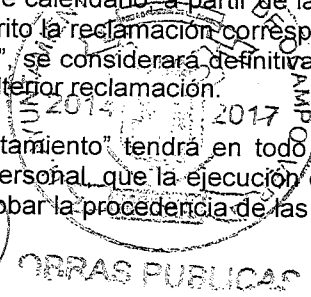 calendario a partir de la
rito la reclamación corresp
", se considerará definitiva
terior reclamación.
2014 2017
tamiento" tendrá en todo
ersonal, que la ejecución
obar la procedencia de las
OBRAS PUBLICAS